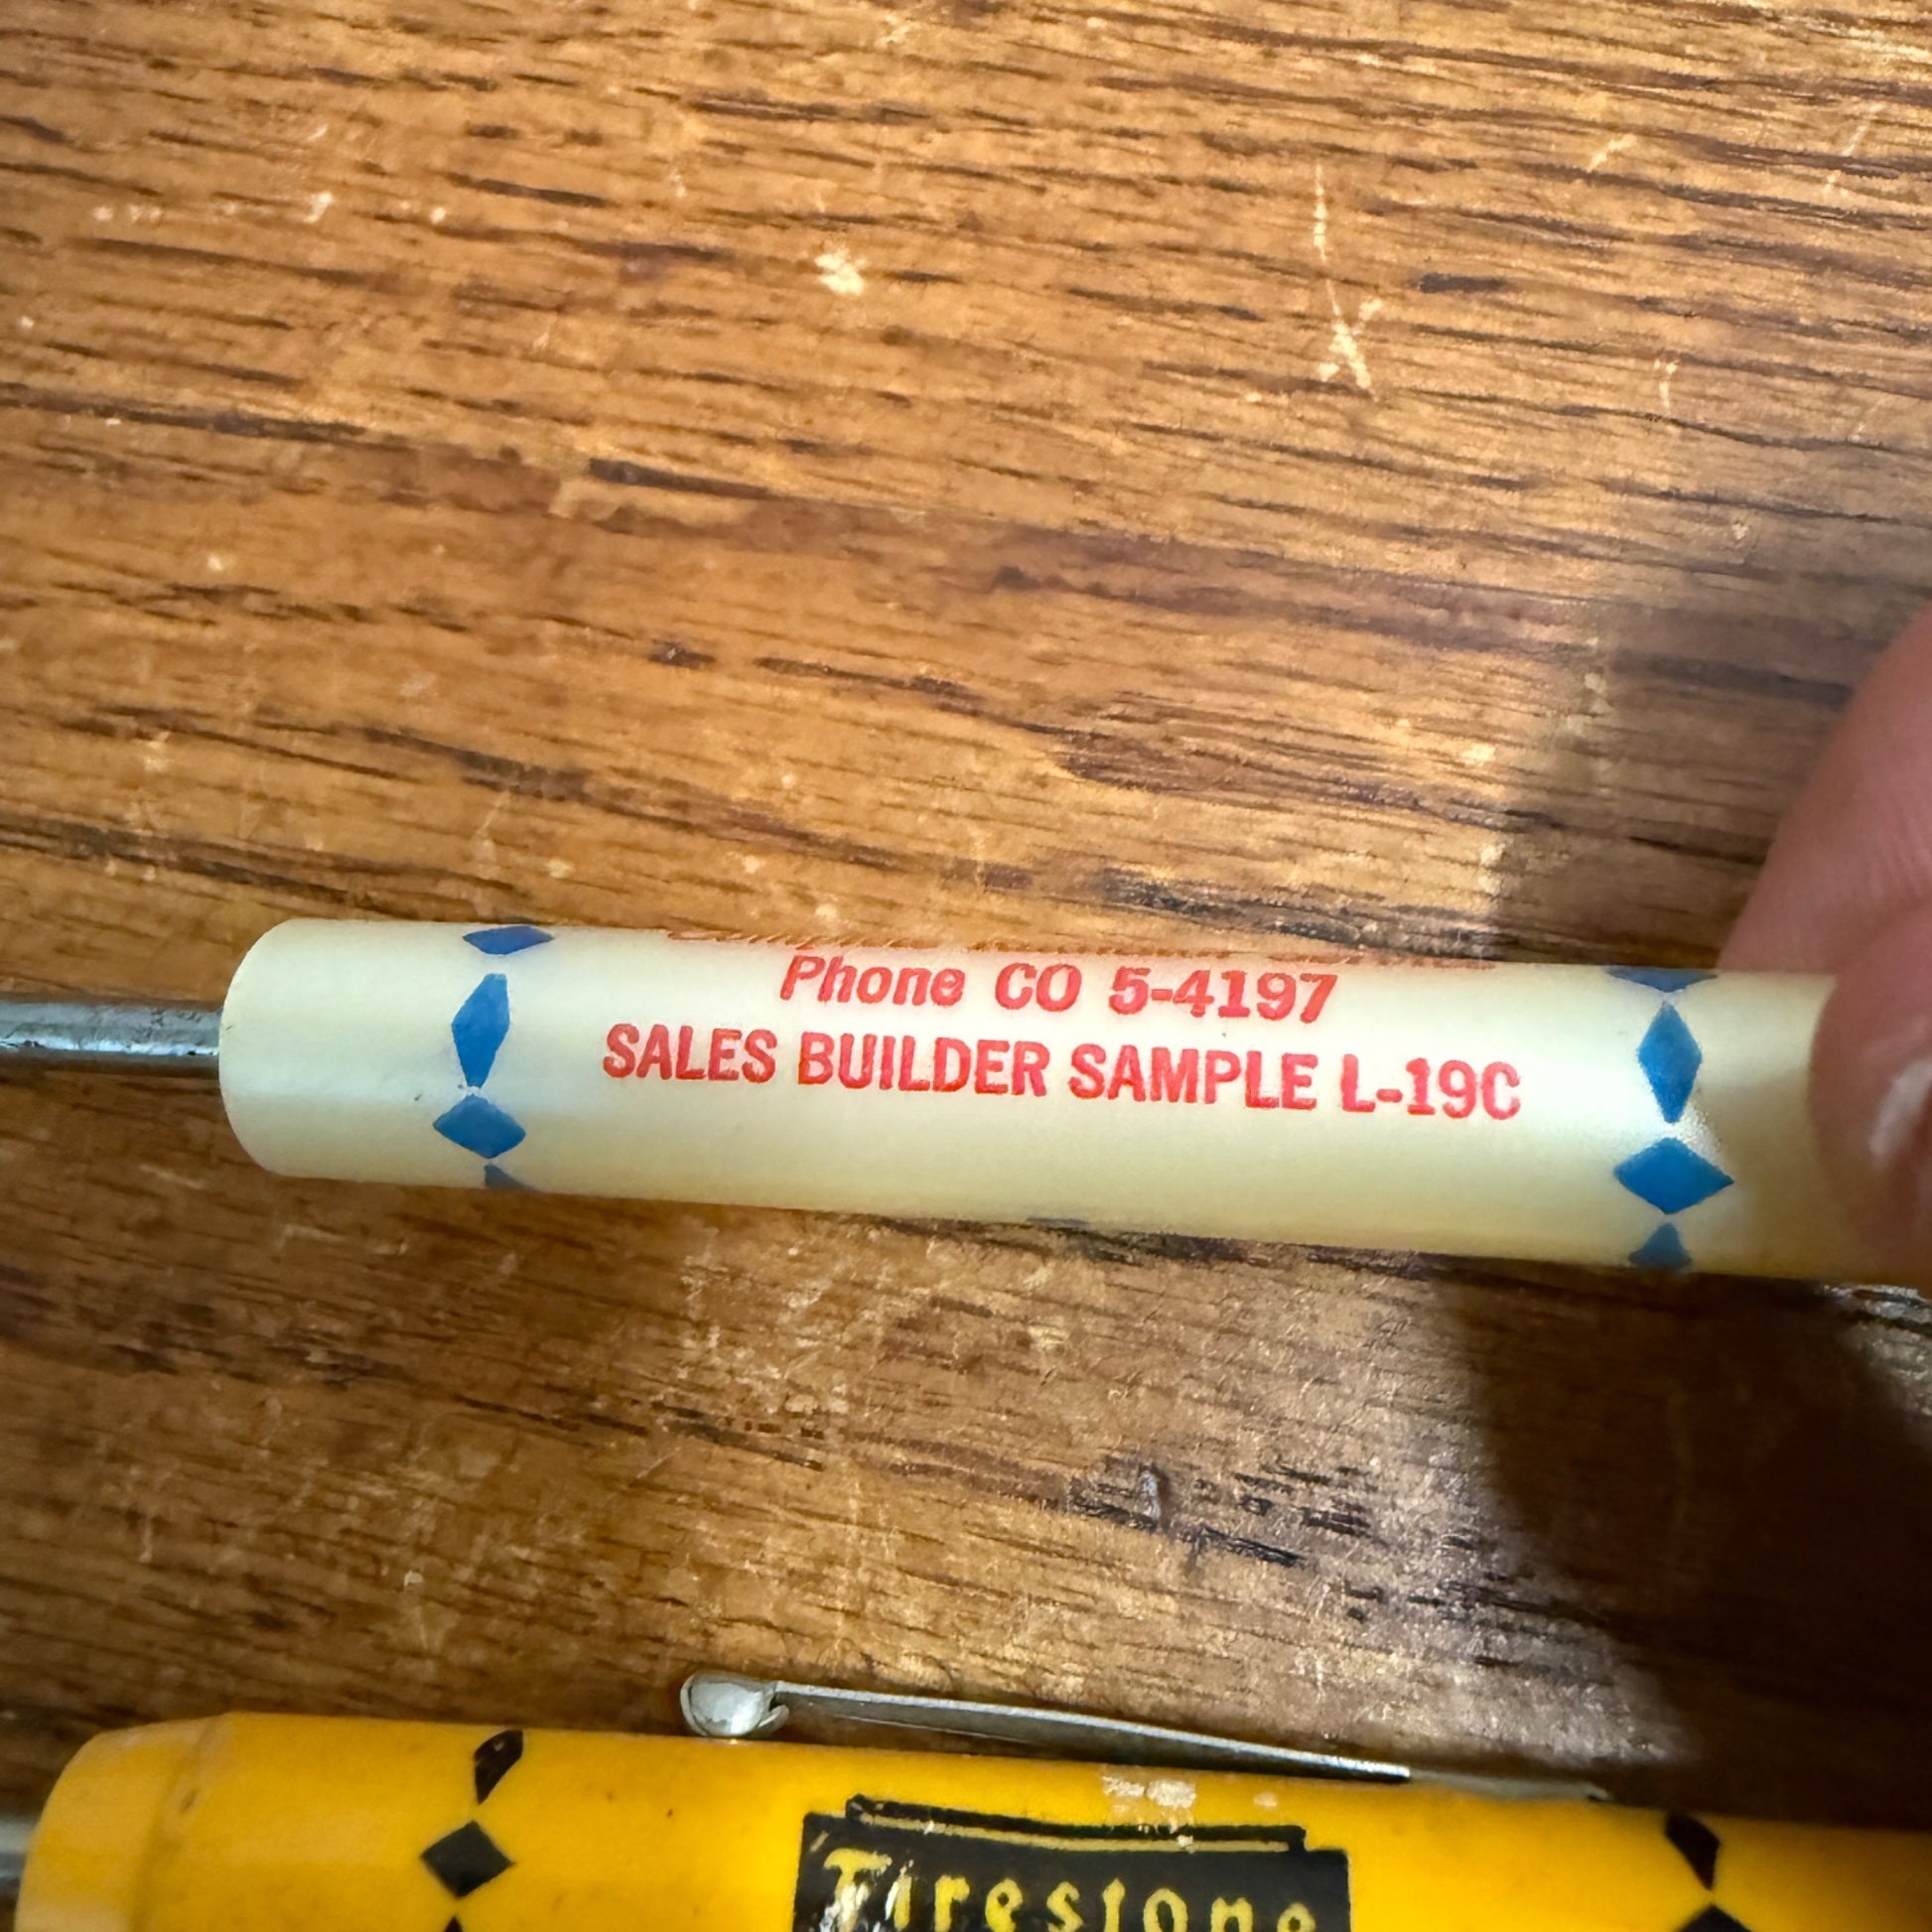 Phone CO 5-4197
SALES BUILDER SAMPLE L-19C
Firestone